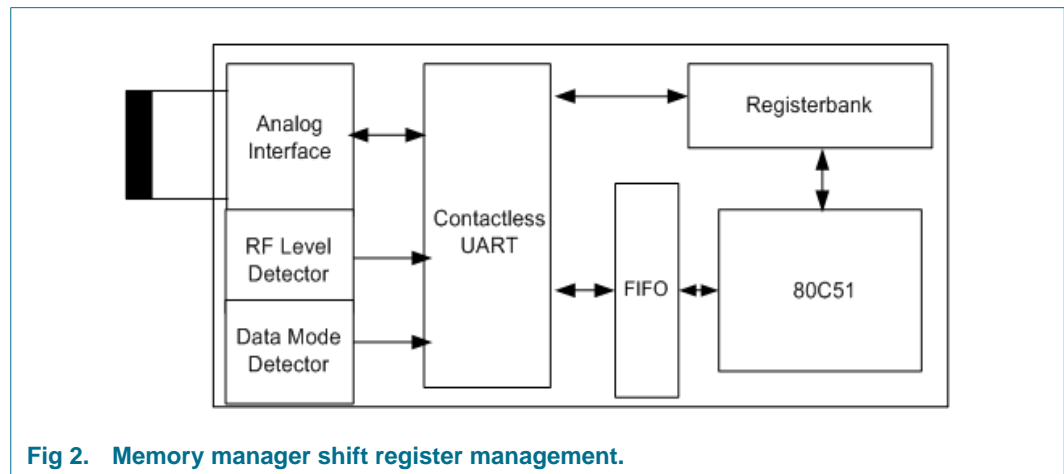 Analog
Interface
RF Level
Detector
Data Mode
Detector
Contactless
UART
FIFO
Registerbank
80C51
Fig 2. Memory manager shift register management.